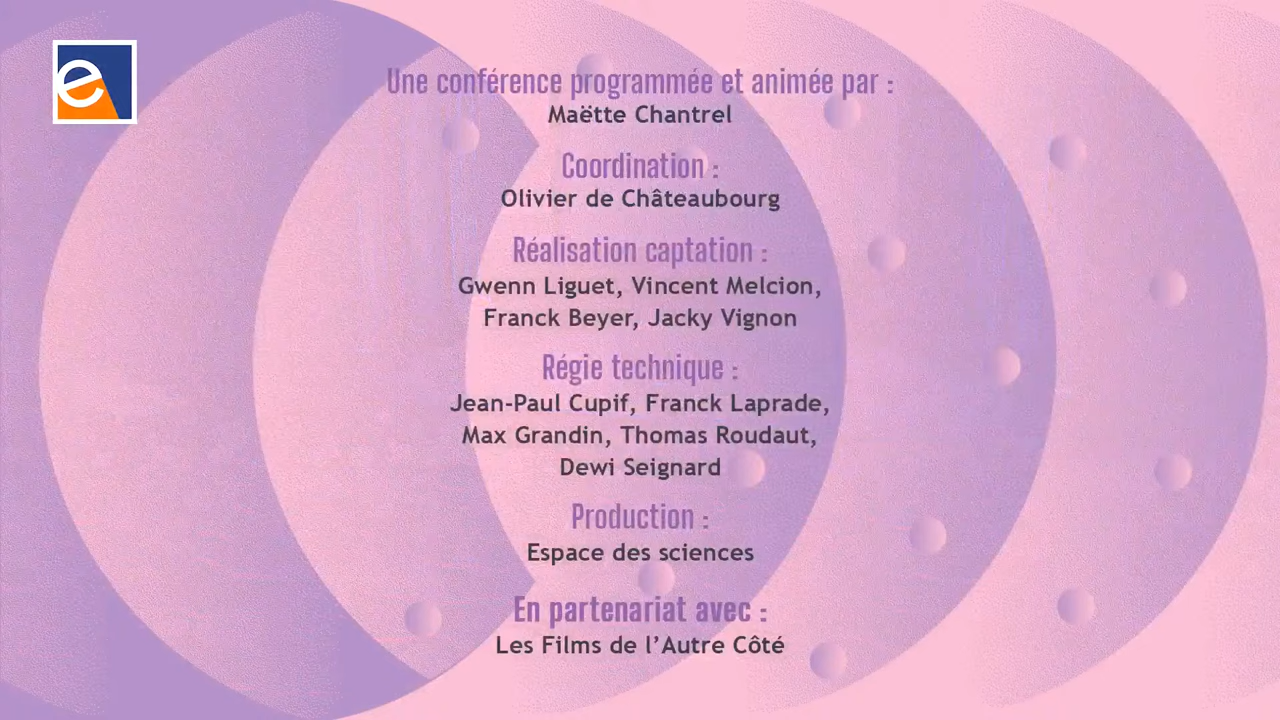 e
Une conférence programmée et animée par :
Maëtte Chantrel
Coordination :
Olivier de Châteaubourg
Réalisation captation :
Gwenn Liguet, Vincent Melcion,
Franck Beyer, Jacky Vignon
Régie technique :
Jean-Paul Cupif, Franck Laprade,
Max Grandin, Thomas Roudaut,
Dewi Seignard
Production :
Espace des sciences
En partenariat avec :
Les Films de l’Autre Côté